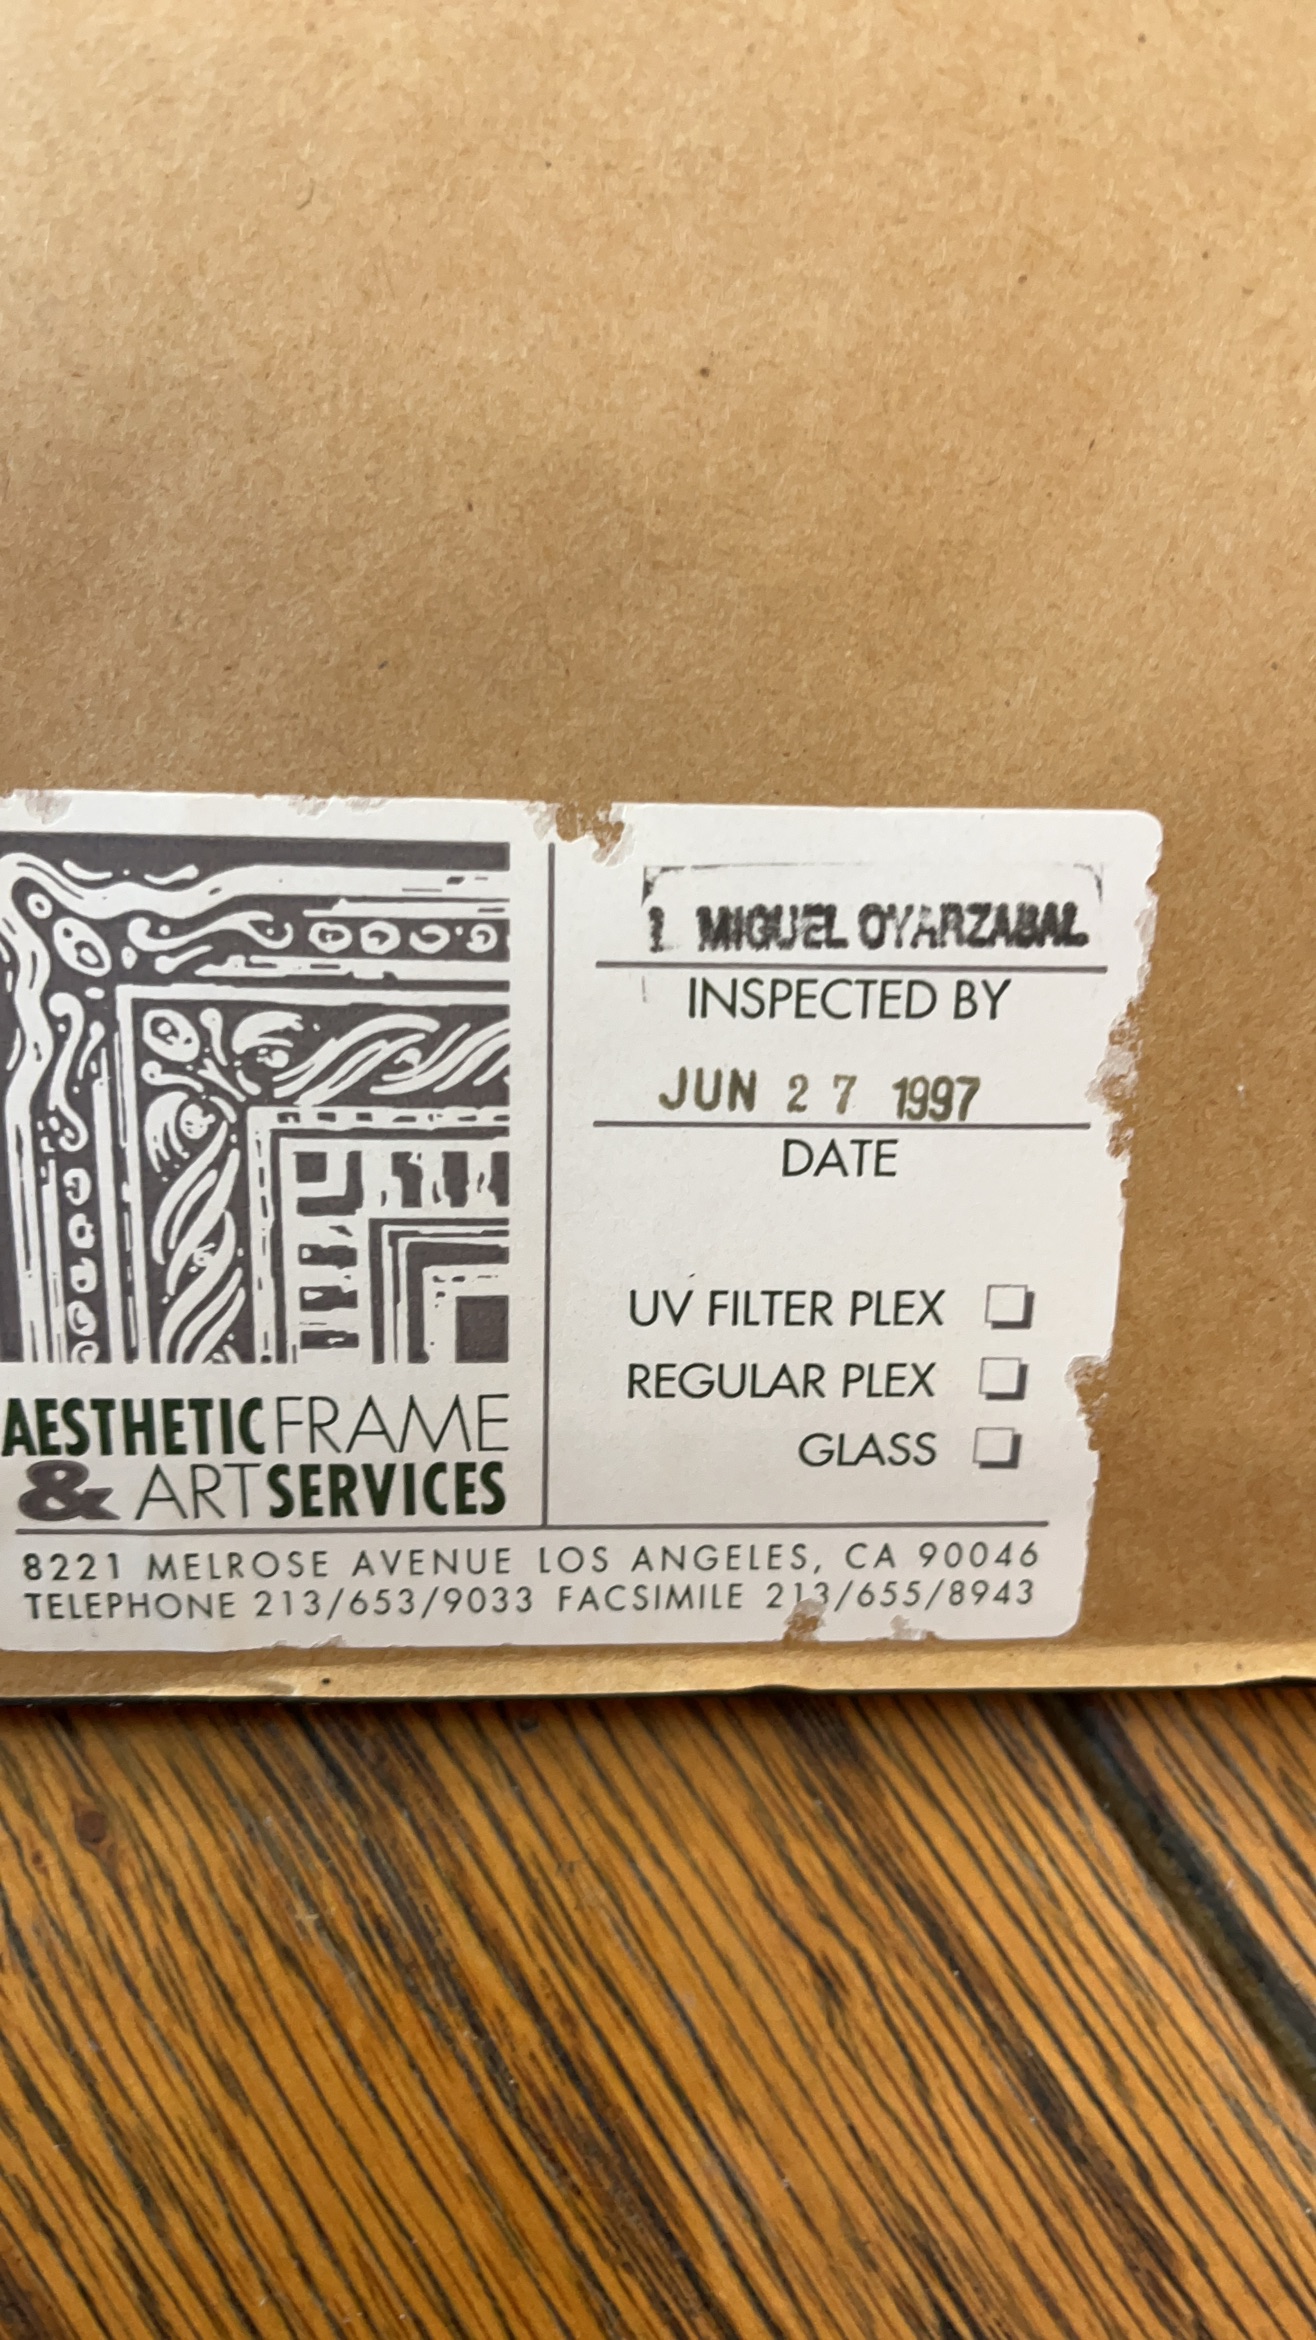 MIGUEL OYARZABAL
INSPECTED BY
JUN 27 1997
DATE
UV FILTER PLEX
REGULAR PLEX
GLASS
AESTHETIC FRAME
& ART SERVICES
8221 MELROSE AVENUE LOS ANGELES, CA 90046
TELEPHONE 213/653/9033 FACSIMILE 213/655/8943